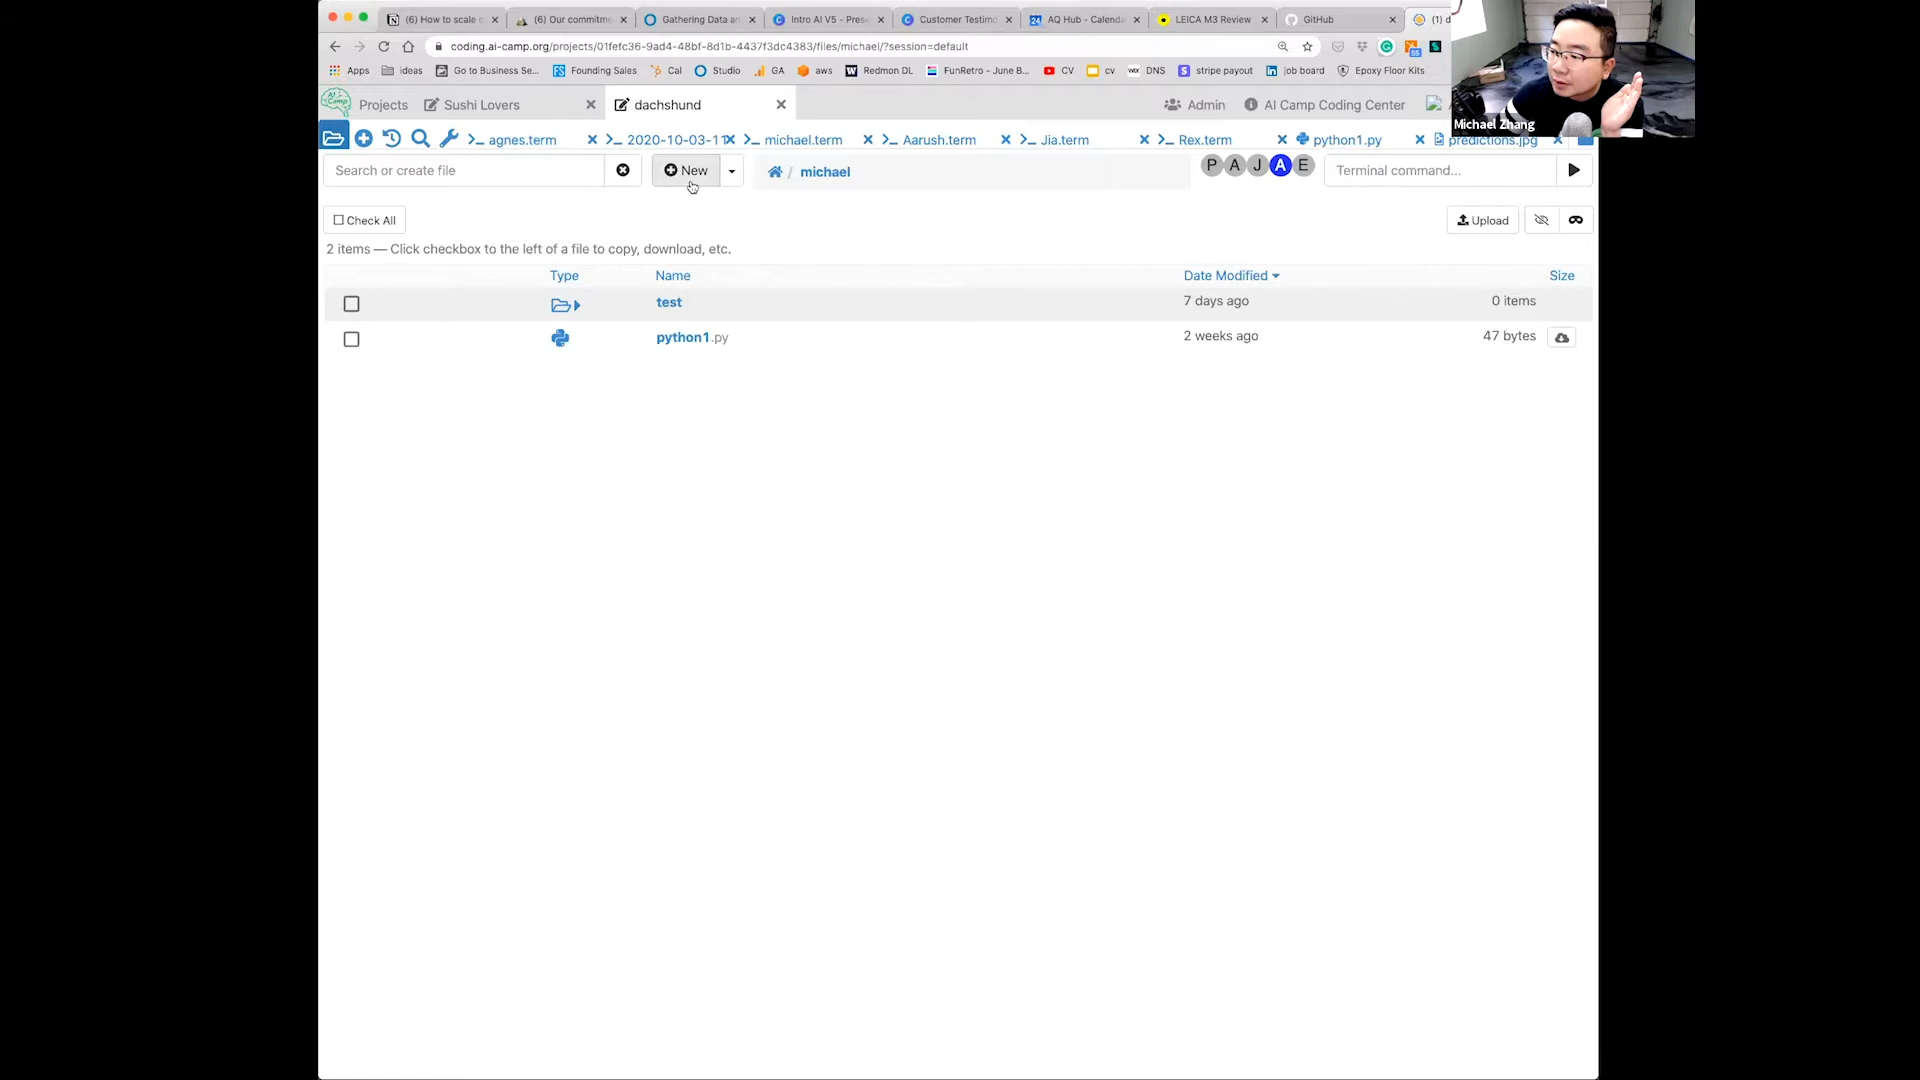 (6) How to scale
(6) Our commitme
Gathering Data a
Intro AI V5 - Prese
Customer Testimo
AQ Hub - Calenda
LEICA M3 Review
GitHub
(1) d
coding.ai-camp.org/projects/01fefc36-9ad4-48bf-8d1b-4437f3dc4383/files/michael/?session=default
Apps
ideas
Go to Business Se...
Founding Sales
Cal
Studio
GA
aws
Redmon DL
FunRetro - June B...
CV
cv
DNS
stripe payout
job board
Epoxy Floor Kits
Projects
Sushi Lovers
dachshund
Admin
AI Camp Coding Center
Michael Zhang
agnes.term
2020-10-03-11
michael.term
Aarush.term
Jia.term
Rex.term
python1.py
predictions.jpg
Search or create file
New
/ michael
P A J A E
Terminal command...
Check All
Upload
2 items — Click checkbox to the left of a file to copy, download, etc.
Type Name Date Modified Size
test 7 days ago 0 items
python1.py 2 weeks ago 47 bytes